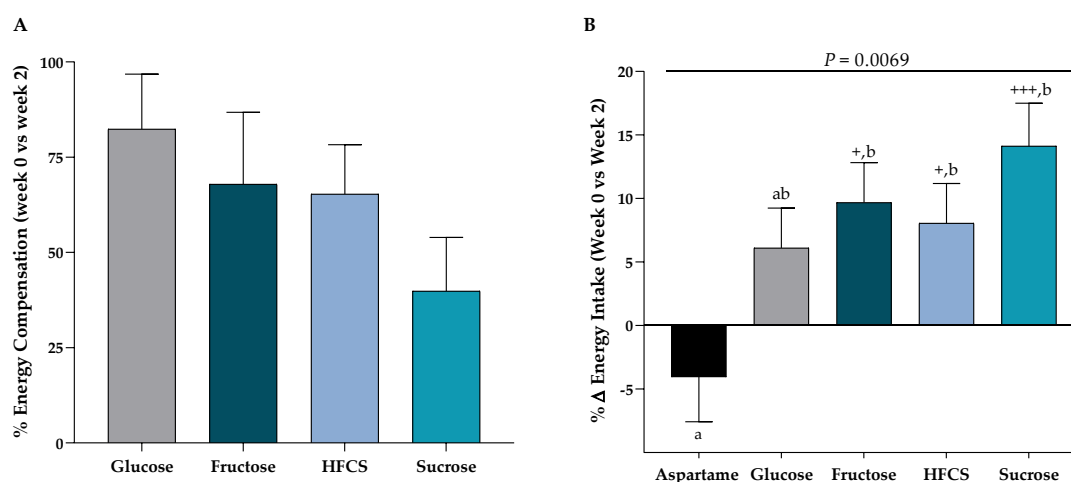 A
% Energy Compensation (week 0 vs week 2)
100
75
50
25
0
Glucose Fructose HFCS Sucrose
B
P = 0.0069
% Δ Energy Intake (Week 0 vs Week 2)
20
15
10
5
0
-5
a
ab
+,b
+,b
+++,b
Aspartame Glucose Fructose HFCS Sucrose